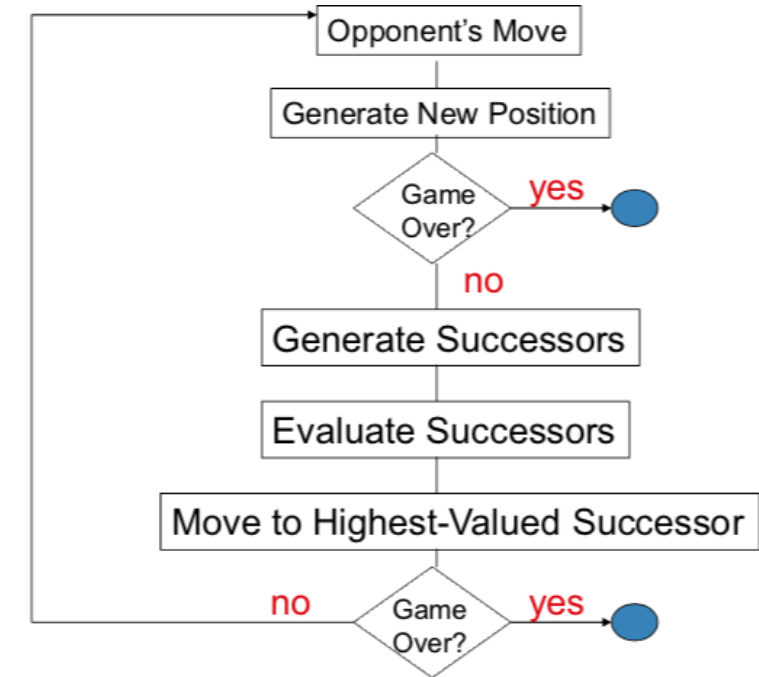 Opponent's Move
Generate New Position
Game
Over?
yes
no
Generate Successors
Evaluate Successors
Move to Highest-Valued Successor
no
Game
Over?
yes